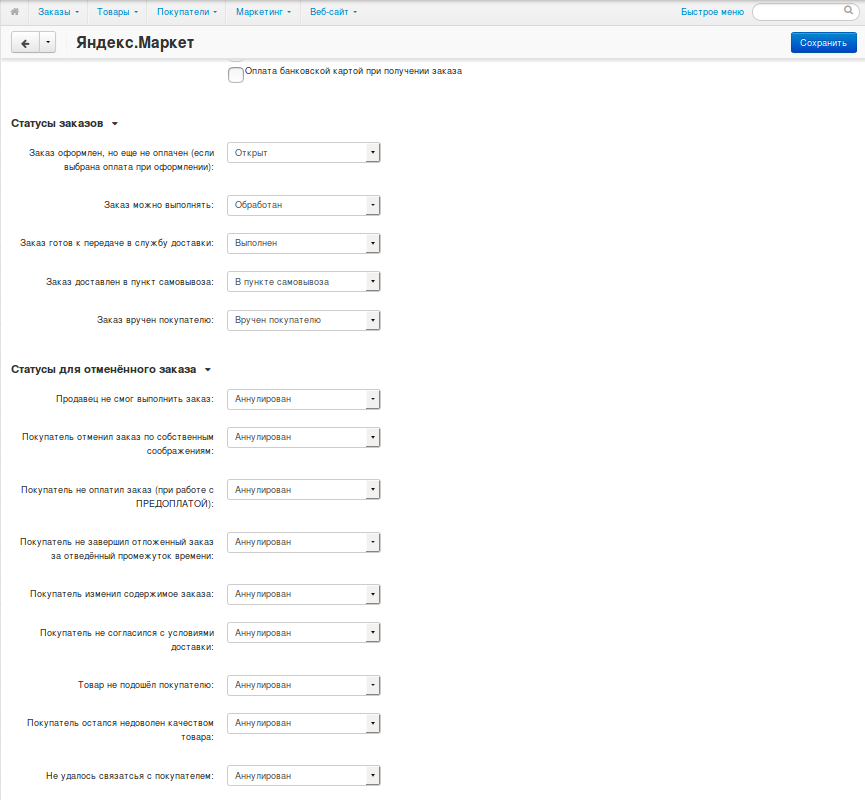 Заказы Товары Покупатели Маркетинг Веб-сайт Быстрое меню
Яндекс.Маркет Сохранить
Оплата банковской картой при получении заказа
Статусы заказов
Заказ оформлен, но еще не оплачен (если
выбрана оплата при оформлении):
Открыт
Заказ можно выполнять: Обработан
Заказ готов к передаче в службу доставки: Выполнен
Заказ доставлен в пункт самовывоза: В пункте самовывоза
Заказ вручен покупателю: Вручен покупателю
Статусы для отменённого заказа
Продавец не смог выполнить заказ: Аннулирован
Покупатель отменил заказ по собственным
соображениям:
Аннулирован
Покупатель не оплатил заказ (при работе с
ПРЕДОПЛАТОЙ):
Аннулирован
Покупатель не завершил отложенный заказ
за отведённый промежуток времени:
Аннулирован
Покупатель изменил содержимое заказа: Аннулирован
Покупатель не согласился с условиями
доставки:
Аннулирован
Товар не подошёл покупателю: Аннулирован
Покупатель остался недоволен качеством
товара:
Аннулирован
Не удалось связаться с покупателем: Аннулирован